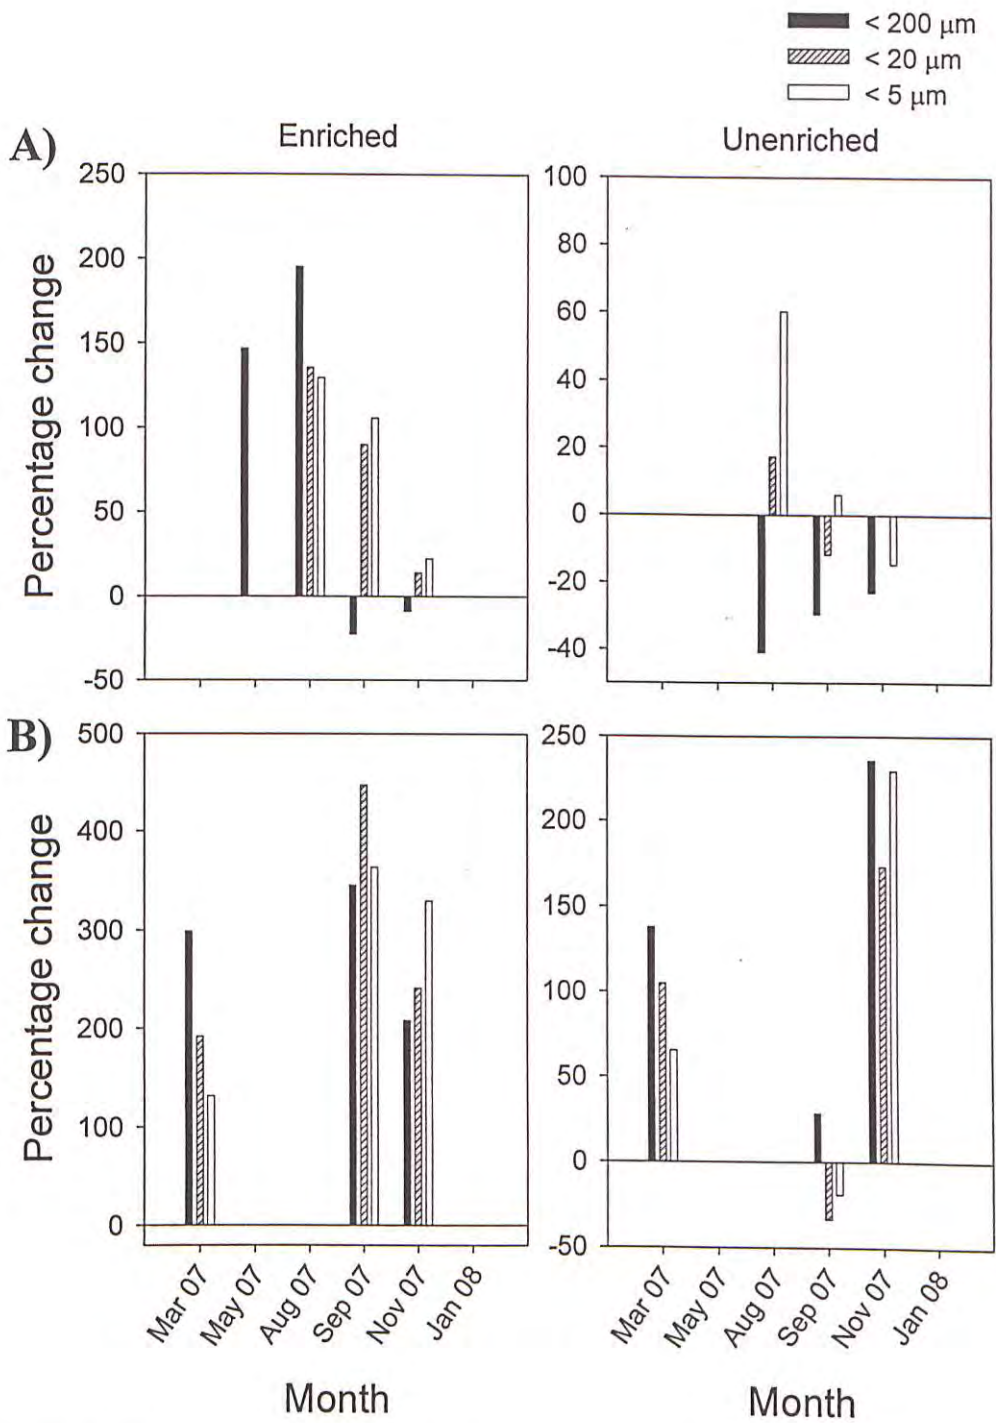 < 200 µm
< 20 µm
< 5 µm
A)
Enriched
Unenriched
Percentage change
250
200
150
100
50
0
-50
100
80
60
40
20
0
-20
-40
B)
Percentage change
500
400
300
200
100
0
250
200
150
100
50
0
-50
Mar 07
May 07
Aug 07
Sep 07
Nov 07
Jan 08
Mar 07
May 07
Aug 07
Sep 07
Nov 07
Jan 08
Month
Month